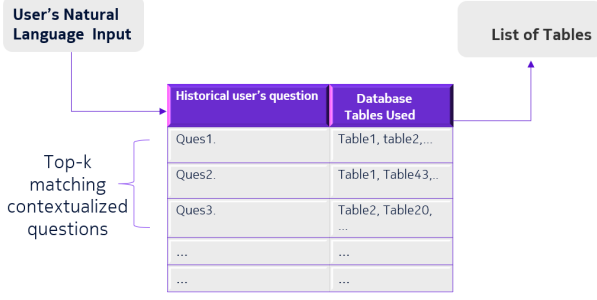 User's Natural
Language Input
List of Tables
Historical user's question
Database
Tables Used
Ques1.
Table1, table2,...
Ques2.
Table1, Table43,..
Ques3.
Table2, Table20,
...
...
...
...
...
Top-k
matching
contextualized
questions